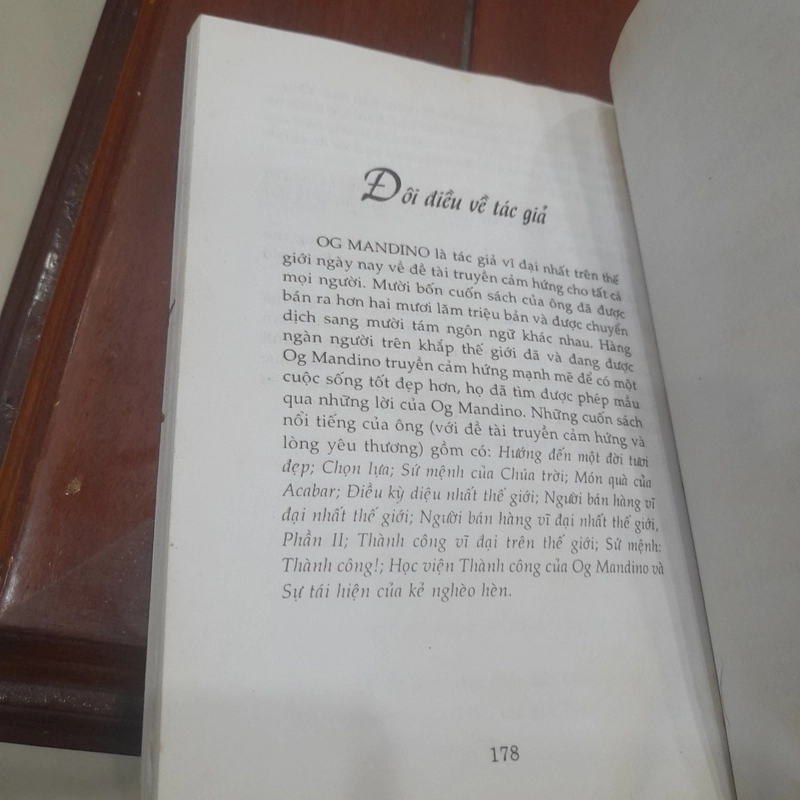 Đôi điều về tác giả
OG MANDINO là tác giả vĩ đại nhất trên thế
giới ngày nay về đề tài truyền cảm hứng cho tất cả
mọi người. Mười bốn cuốn sách của ông đã được
bán ra hơn hai mươi lăm triệu bản và được chuyển
dịch sang mười tám ngôn ngữ khác nhau. Hàng
ngàn người trên khắp thế giới đã và đang được
Og Mandino truyền cảm hứng mạnh mẽ để có một
cuộc sống tốt đẹp hơn, họ đã tìm được phép mầu
qua những lời của Og Mandino. Những cuốn sách
nổi tiếng của ông (với đề tài truyền cảm hứng và
lòng yêu thương) gồm có: Hướng đến một đời tươi
đẹp; Chọn lựa; Sứ mệnh của Chúa trời; Món quà của
Acabar; Điều kỳ diệu nhất thế giới; Người bán hàng vĩ
đại nhất thế giới; Người bán hàng vĩ đại nhất thế giới,
Phần II; Thành công vĩ đại trên thế giới; Sứ mệnh:
Thành công!; Học viện Thành công của Og Mandino và
Sự tái hiện của kẻ nghèo hèn.
178